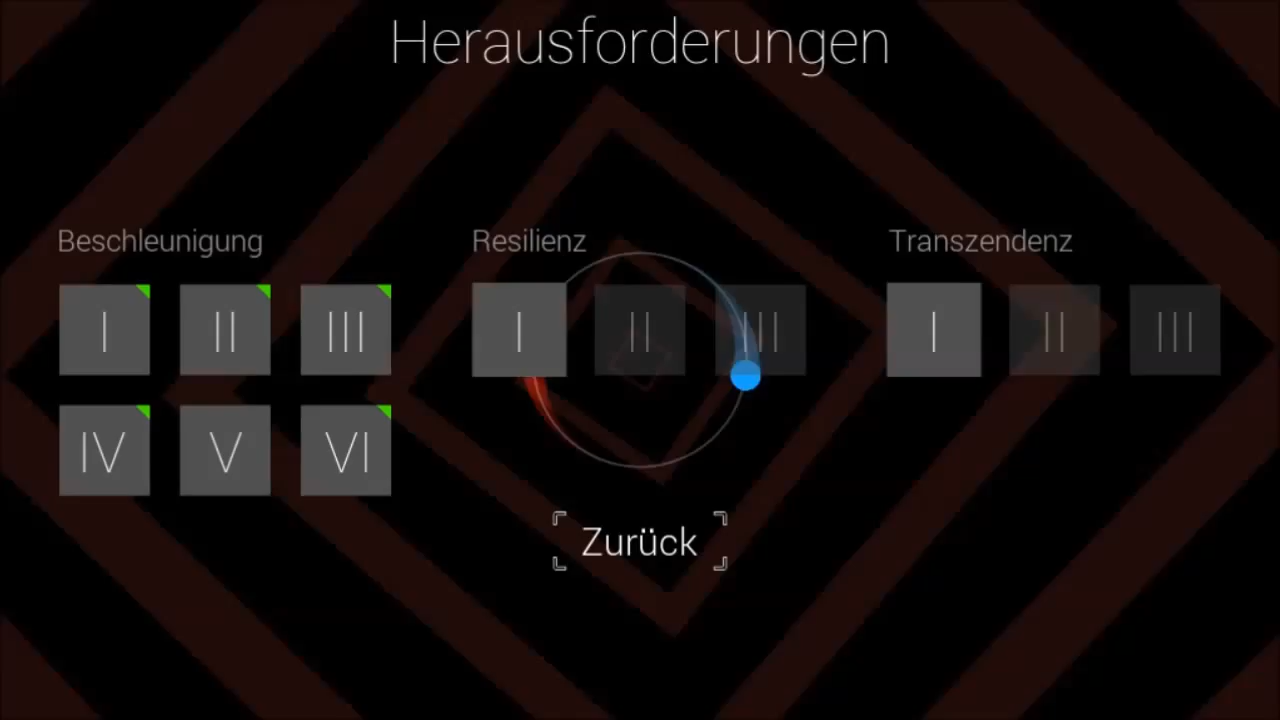 Herausforderungen
Beschleunigung
I II III
IV V VI
Resilienz
I II III
Transzendenz
I II III
Zurück